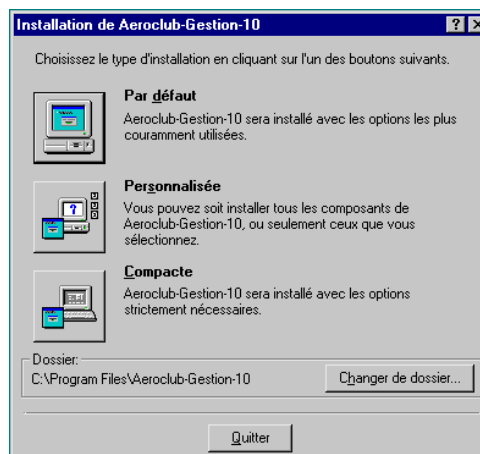 Installation de Aeroclub-Gestion-10
Choisissez le type d'installation en cliquant sur l'un des boutons suivants.
Par défaut
Aeroclub-Gestion-10 sera installé avec les options les plus
couramment utilisées.
Personnalisée
Vous pouvez soit installer tous les composants de
Aeroclub-Gestion-10, ou seulement ceux que vous
sélectionnez.
Compacte
Aeroclub-Gestion-10 sera installé avec les options
strictement nécessaires.
Dossier:
C:\Program Files\Aeroclub-Gestion-10
Changer de dossier...
Quitter